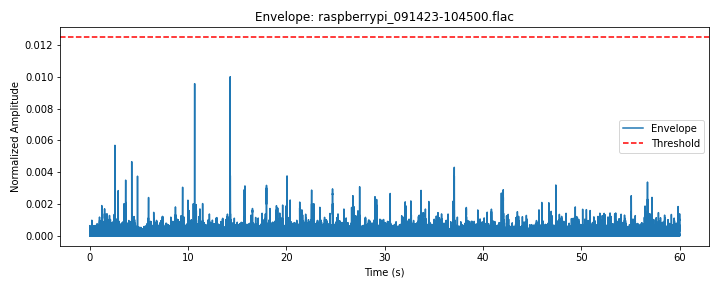 Envelope: raspberrypi_091423-104500.flac
Normalized Amplitude
0.012
0.010
0.008
0.006
0.004
0.002
0.000
Envelope
Threshold
0 10 20 30 40 50 60
Time (s)